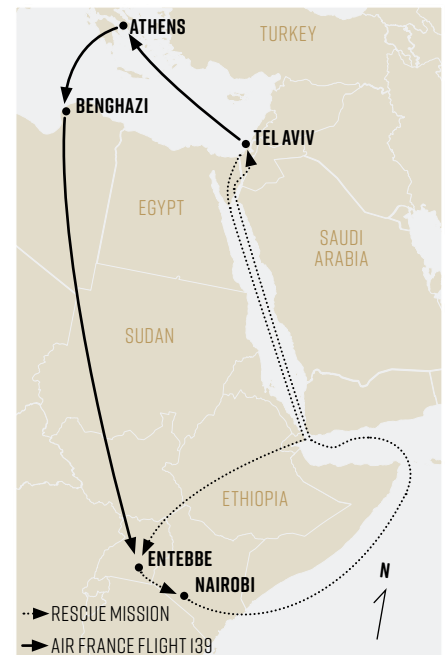 ATHENS
TURKEY
BENGHAZI
TEL AVIV
EGYPT
SAUDI
ARABIA
SUDAN
ETHIOPIA
ENTEBBE
NAIROBI
N
RESCUE MISSION
AIR FRANCE FLIGHT 139